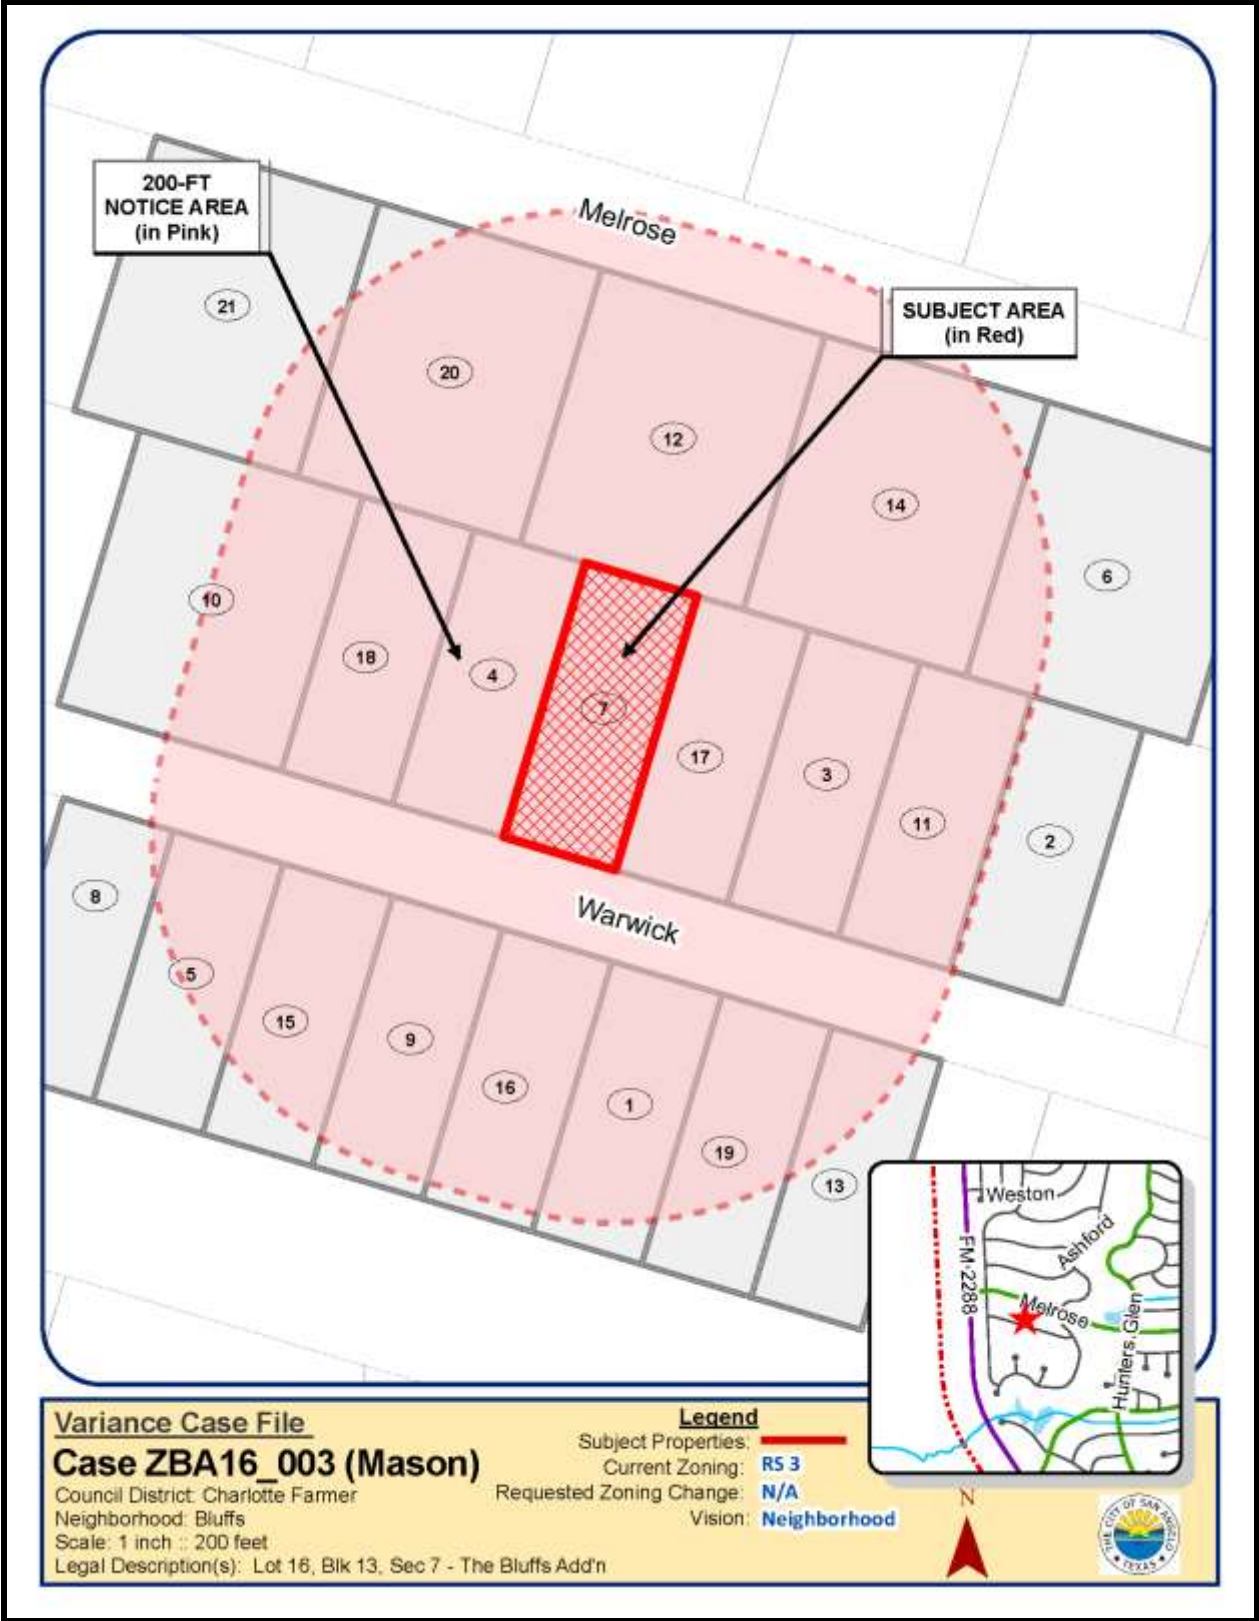 200-FT
NOTICE AREA
(in Pink)
Melrose
SUBJECT AREA
(in Red)
21
20
12
14
6
10
18
4
7
17
3
11
2
Warwick
8
5
15
9
16
1
19
13
Weston
Ashford
FM 2288
Melrose
Hunters Glen
Variance Case File
Case ZBA16_003 (Mason)
Council District: Charlotte Farmer
Neighborhood: Bluffs
Scale: 1 inch :: 200 feet
Legal Description(s): Lot 16, Blk 13, Sec 7 - The Bluffs Add'n
Legend
Subject Properties:
Current Zoning: RS 3
Requested Zoning Change: N/A
Vision: Neighborhood
N
THE CITY OF SAN ANGELO
TEXAS